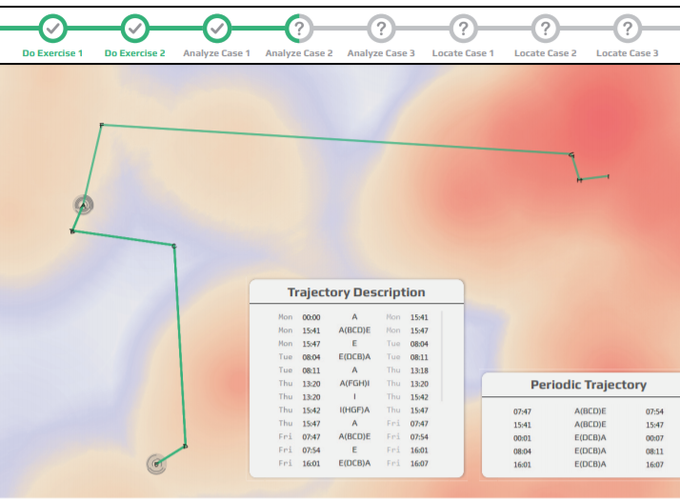 Do Exercise 1 Do Exercise 2 Analyze Case 1 Analyze Case 2 Analyze Case 3 Locate Case 1 Locate Case 2 Locate Case 3
? ? ? ? ?
F
G
H I
A
B
C
D
E
Trajectory Description
Mon 00:00 A Mon 15:41
Mon 15:41 A(BCD)E Mon 15:47
Mon 15:47 E Tue 08:04
Tue 08:04 E(DCB)A Tue 08:11
Tue 08:11 A Thu 13:18
Thu 13:20 A(FGH)I Thu 13:20
Thu 13:20 I Thu 15:42
Thu 15:42 I(HGF)A Thu 15:47
Thu 15:47 A Fri 07:47
Fri 07:47 A(BCD)E Fri 07:54
Fri 07:54 E Fri 16:01
Fri 16:01 E(DCB)A Fri 16:07
Periodic Trajectory
07:47 A(BCD)E 07:54
15:41 A(BCD)E 15:47
00:01 E(DCB)A 00:07
08:04 E(DCB)A 08:11
16:01 E(DCB)A 16:07